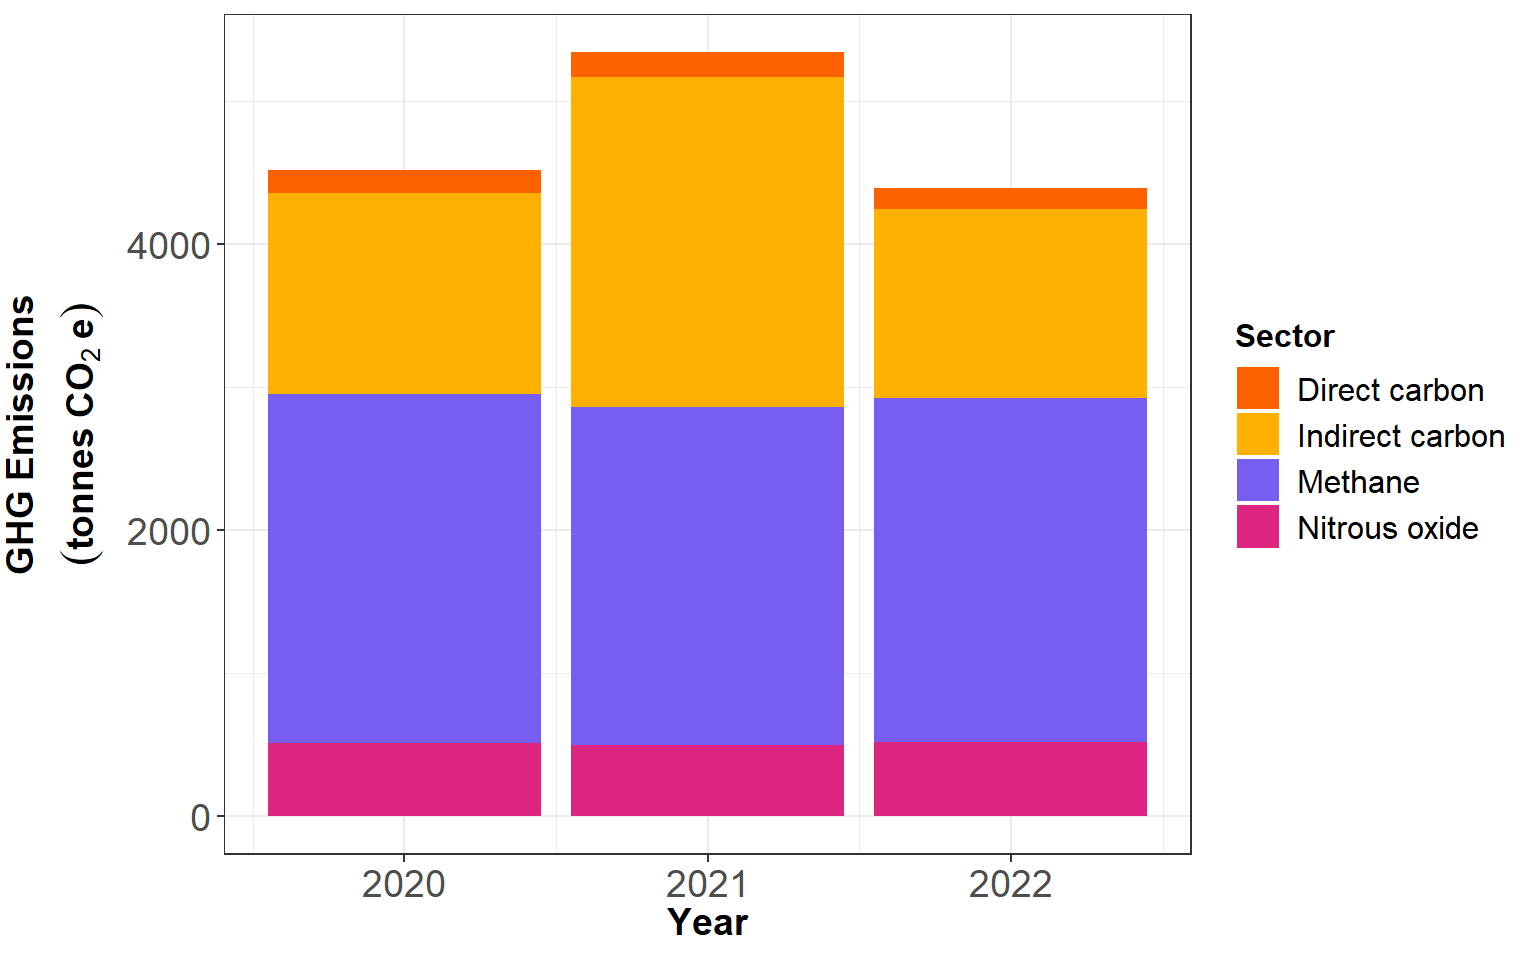 GHG Emissions
(tonnes CO₂ e)
4000
2000
0
2020
2021
2022
Year
Sector
Direct carbon
Indirect carbon
Methane
Nitrous oxide